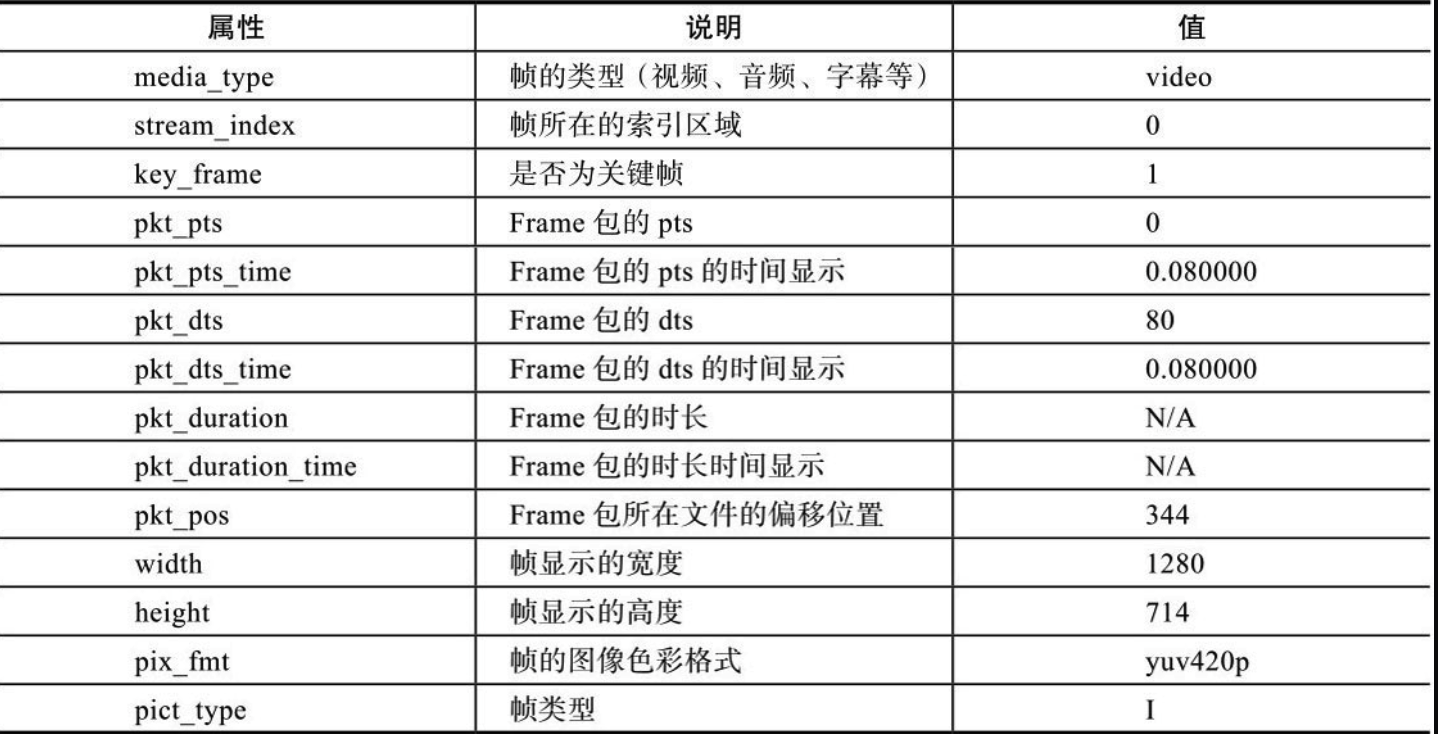 属性 说明 值
media_type 帧的类型（视频、音频、字幕等） video
stream_index 帧所在的索引区域 0
key_frame 是否为关键帧 1
pkt_pts Frame 包的 pts 0
pkt_pts_time Frame 包的 pts 的时间显示 0.080000
pkt_dts Frame 包的 dts 80
pkt_dts_time Frame 包的 dts 的时间显示 0.080000
pkt_duration Frame 包的时长 N/A
pkt_duration_time Frame 包的时长时间显示 N/A
pkt_pos Frame 包所在文件的偏移位置 344
width 帧显示的宽度 1280
height 帧显示的高度 714
pix_fmt 帧的图像色彩格式 yuv420p
pict_type 帧类型 I